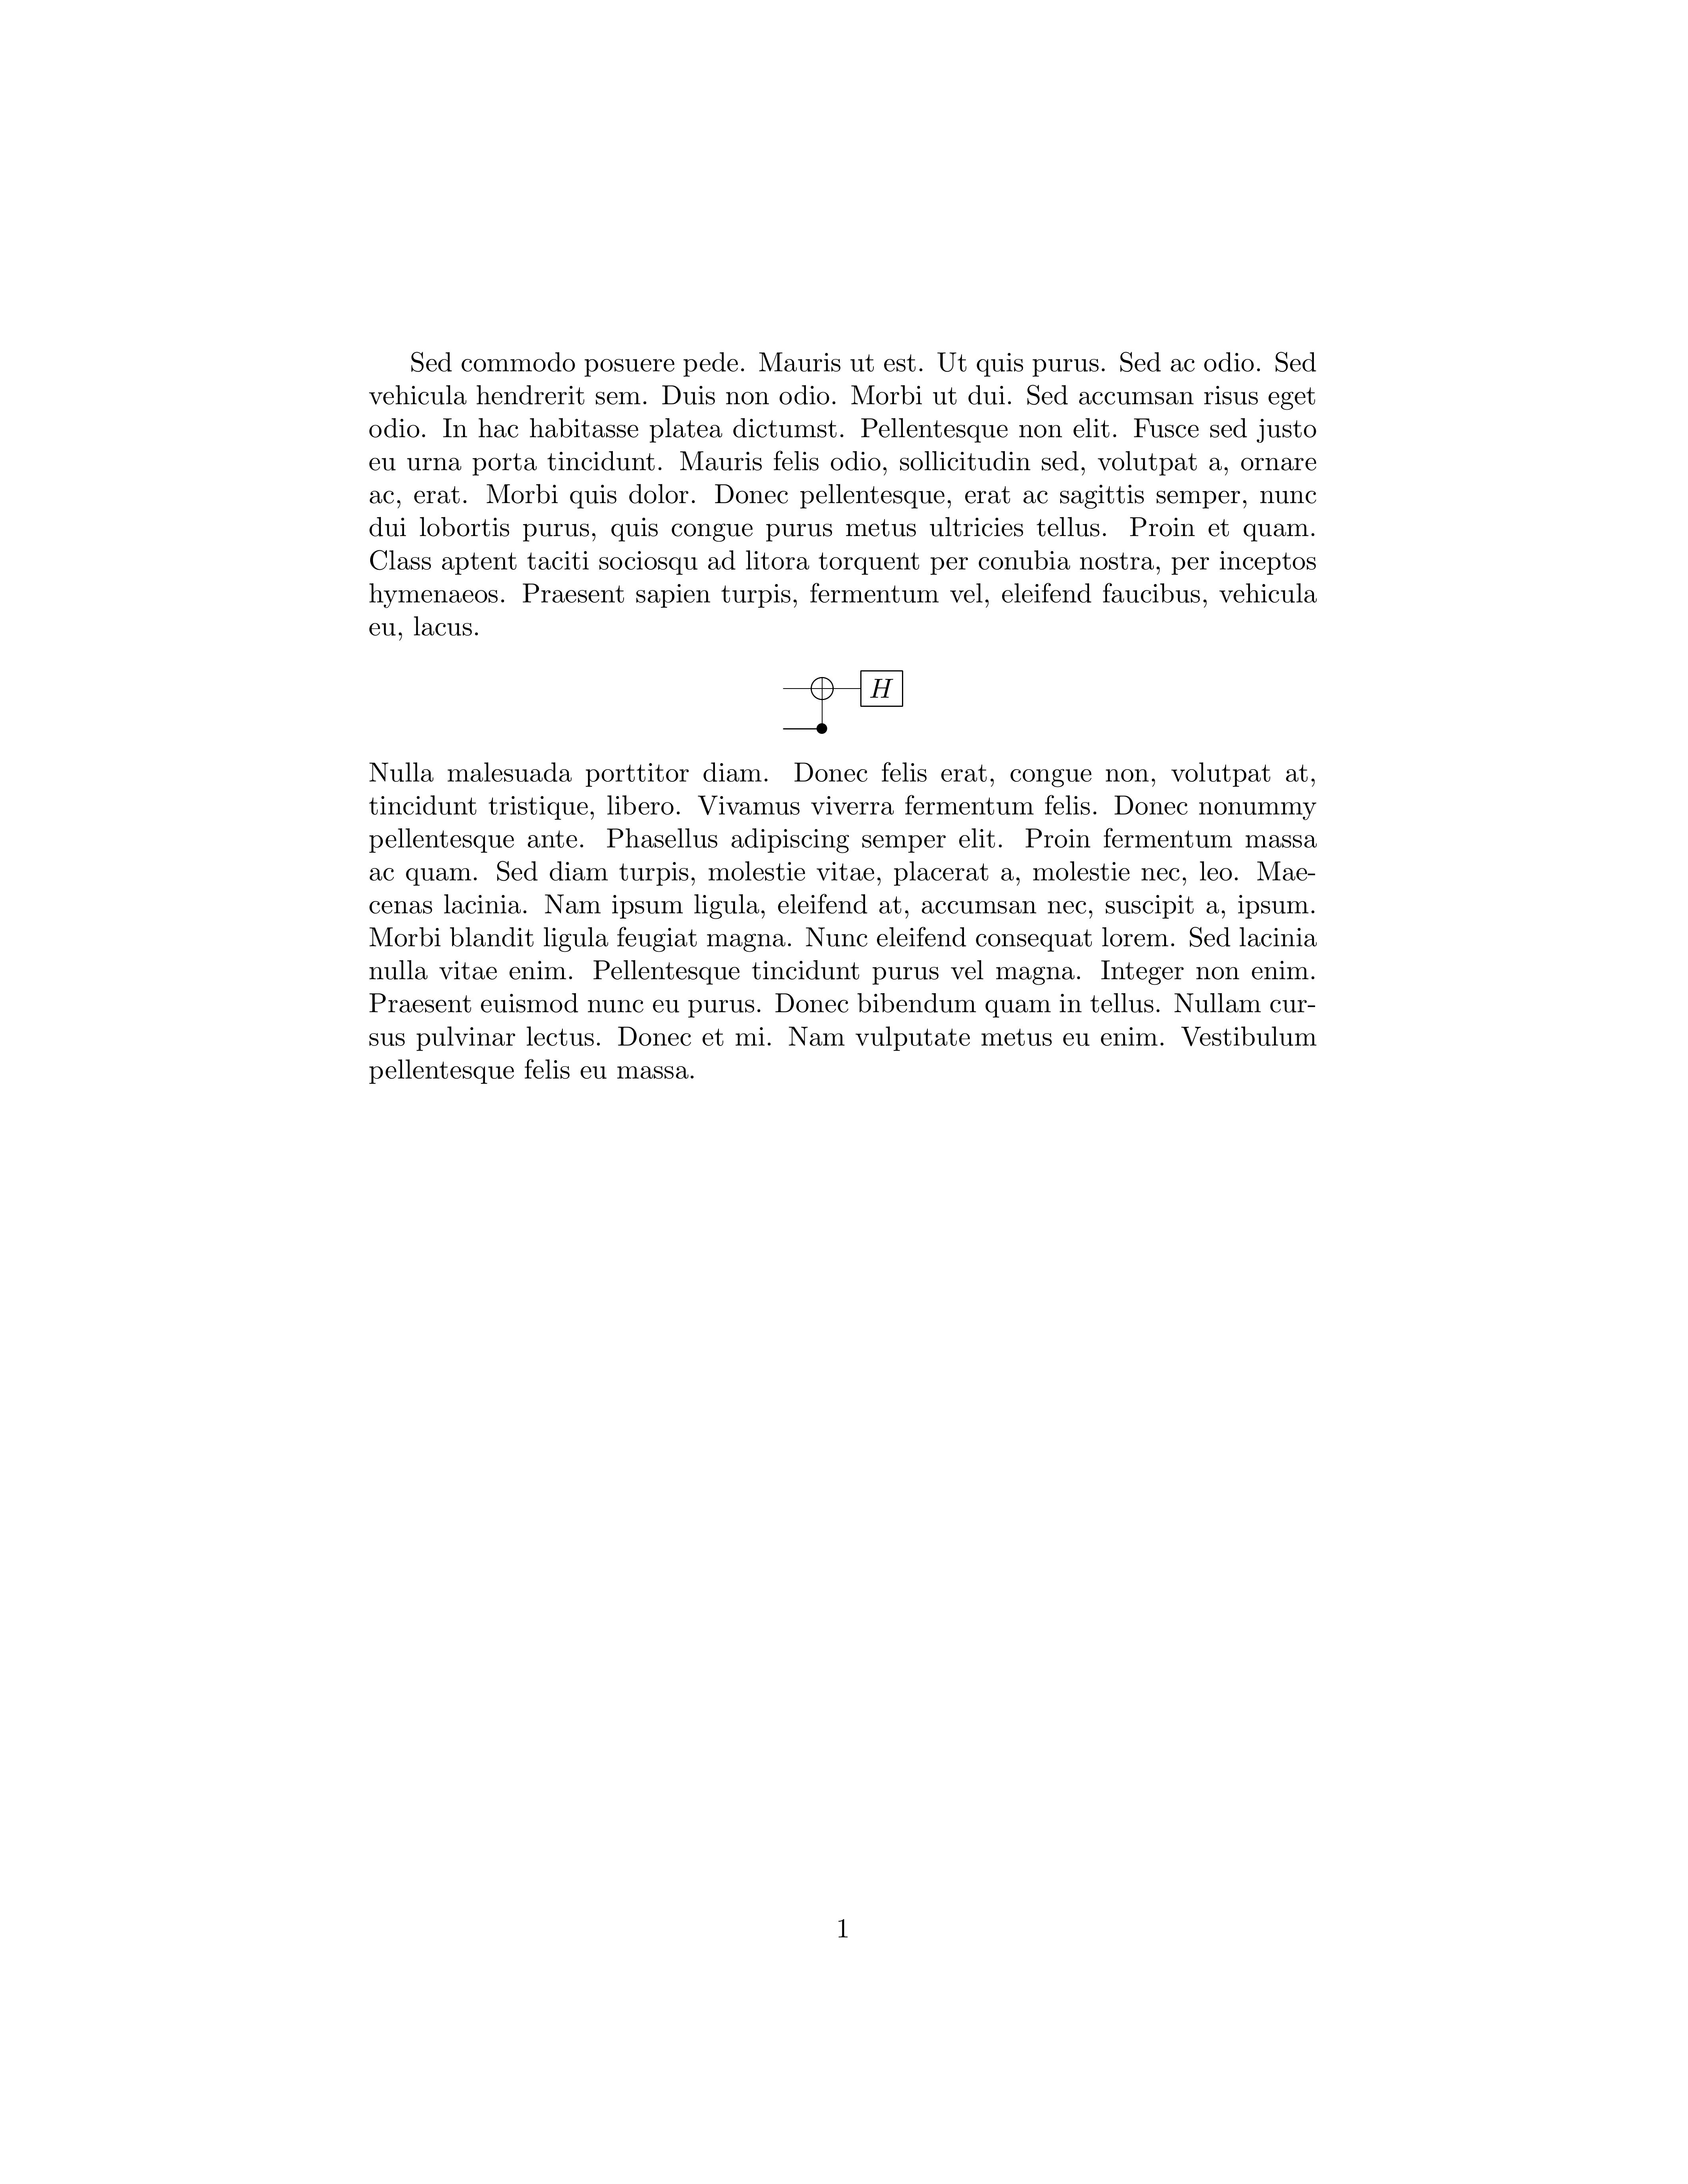 Sed commodo posuere pede. Mauris ut est. Ut quis purus. Sed ac odio. Sed
vehicula hendrerit sem. Duis non odio. Morbi ut dui. Sed accumsan risus eget
odio. In hac habitasse platea dictumst. Pellentesque non elit. Fusce sed justo
eu urna porta tincidunt. Mauris felis odio, sollicitudin sed, volutpat a, ornare
ac, erat. Morbi quis dolor. Donec pellentesque, erat ac sagittis semper, nunc
dui lobortis purus, quis congue purus metus ultricies tellus. Proin et quam.
Class aptent taciti sociosqu ad litora torquent per conubia nostra, per inceptos
hymenaeos. Praesent sapien turpis, fermentum vel, eleifend faucibus, vehicula
eu, lacus.
H
Nulla malesuada porttitor diam. Donec felis erat, congue non, volutpat at,
tincidunt tristique, libero. Vivamus viverra fermentum felis. Donec nonummy
pellentesque ante. Phasellus adipiscing semper elit. Proin fermentum massa
ac quam. Sed diam turpis, molestie vitae, placerat a, molestie nec, leo. Mae-
cenas lacinia. Nam ipsum ligula, eleifend at, accumsan nec, suscipit a, ipsum.
Morbi blandit ligula feugiat magna. Nunc eleifend consequat lorem. Sed lacinia
nulla vitae enim. Pellentesque tincidunt purus vel magna. Integer non enim.
Praesent euismod nunc eu purus. Donec bibendum quam in tellus. Nullam cur-
sus pulvinar lectus. Donec et mi. Nam vulputate metus eu enim. Vestibulum
pellentesque felis eu massa.
1